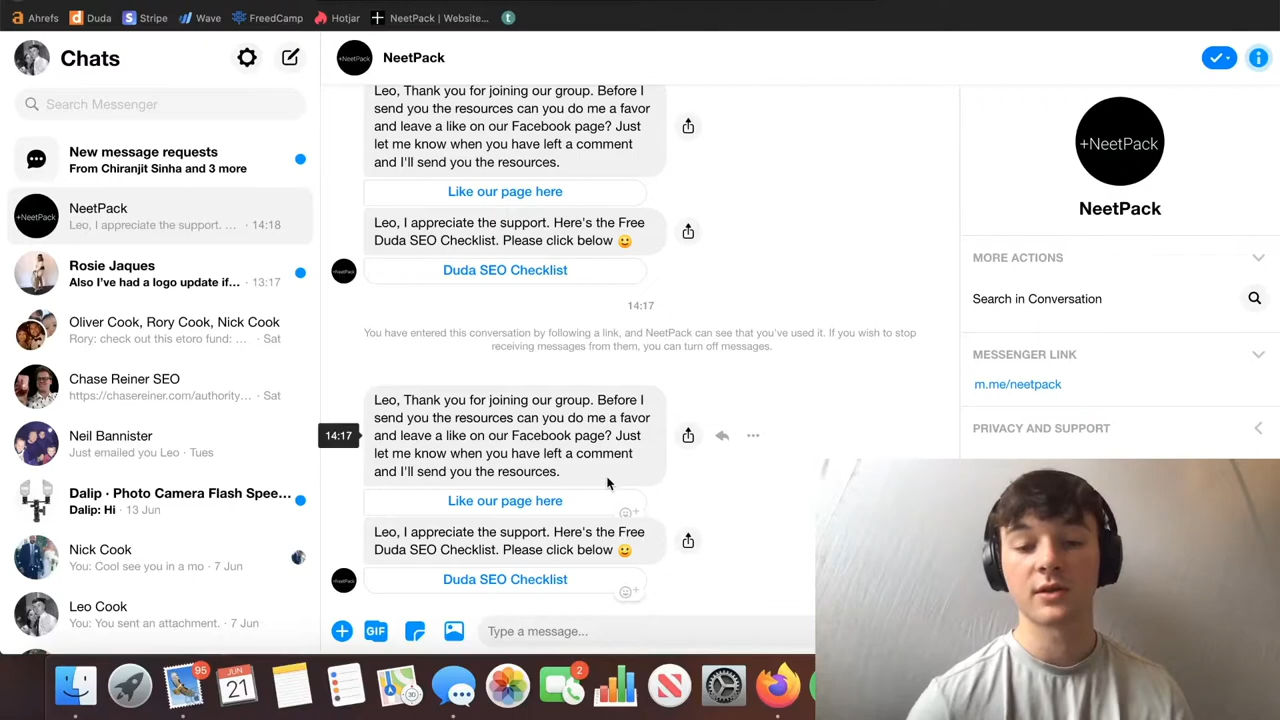 Ahrefs Duda Stripe Wave FreedCamp Hotjar NeetPack | Website...
Chats
Search Messenger
New message requests
From Chiranjit Sinha and 3 more
NeetPack
Leo, I appreciate the support. ... · 14:18
Rosie Jaques
Also I've had a logo update if... · 13:17
Oliver Cook, Rory Cook, Nick Cook
Rory: check out this etoro fund: ... · Sat
Chase Reiner SEO
https://chasereiner.com/authority... · Sat
Neil Bannister
Just emailed you Leo · Tues
Dalip · Photo Camera Flash Spee...
Dalip: Hi · 13 Jun
Nick Cook
You: Cool see you in a mo · 7 Jun
Leo Cook
You: You sent an attachment. · 7 Jun
+NeetPack
NeetPack
Leo, Thank you for joining our group. Before I
send you the resources can you do me a favor
and leave a like on our Facebook page? Just
let me know when you have left a comment
and I'll send you the resources.
Like our page here
Leo, I appreciate the support. Here's the Free
Duda SEO Checklist. Please click below 😃
Duda SEO Checklist
14:17
You have entered this conversation by following a link, and NeetPack can see that you've used it. If you wish to stop
receiving messages from them, you can turn off messages.
Leo, Thank you for joining our group. Before I
send you the resources can you do me a favor
14:17 and leave a like on our Facebook page? Just
let me know when you have left a comment
and I'll send you the resources.
Like our page here
Leo, I appreciate the support. Here's the Free
Duda SEO Checklist. Please click below 😃
Duda SEO Checklist
GIF
Type a message...
+NeetPack
NeetPack
MORE ACTIONS
Search in Conversation
MESSENGER LINK
m.me/neetpack
PRIVACY AND SUPPORT
95
JUN
21
2